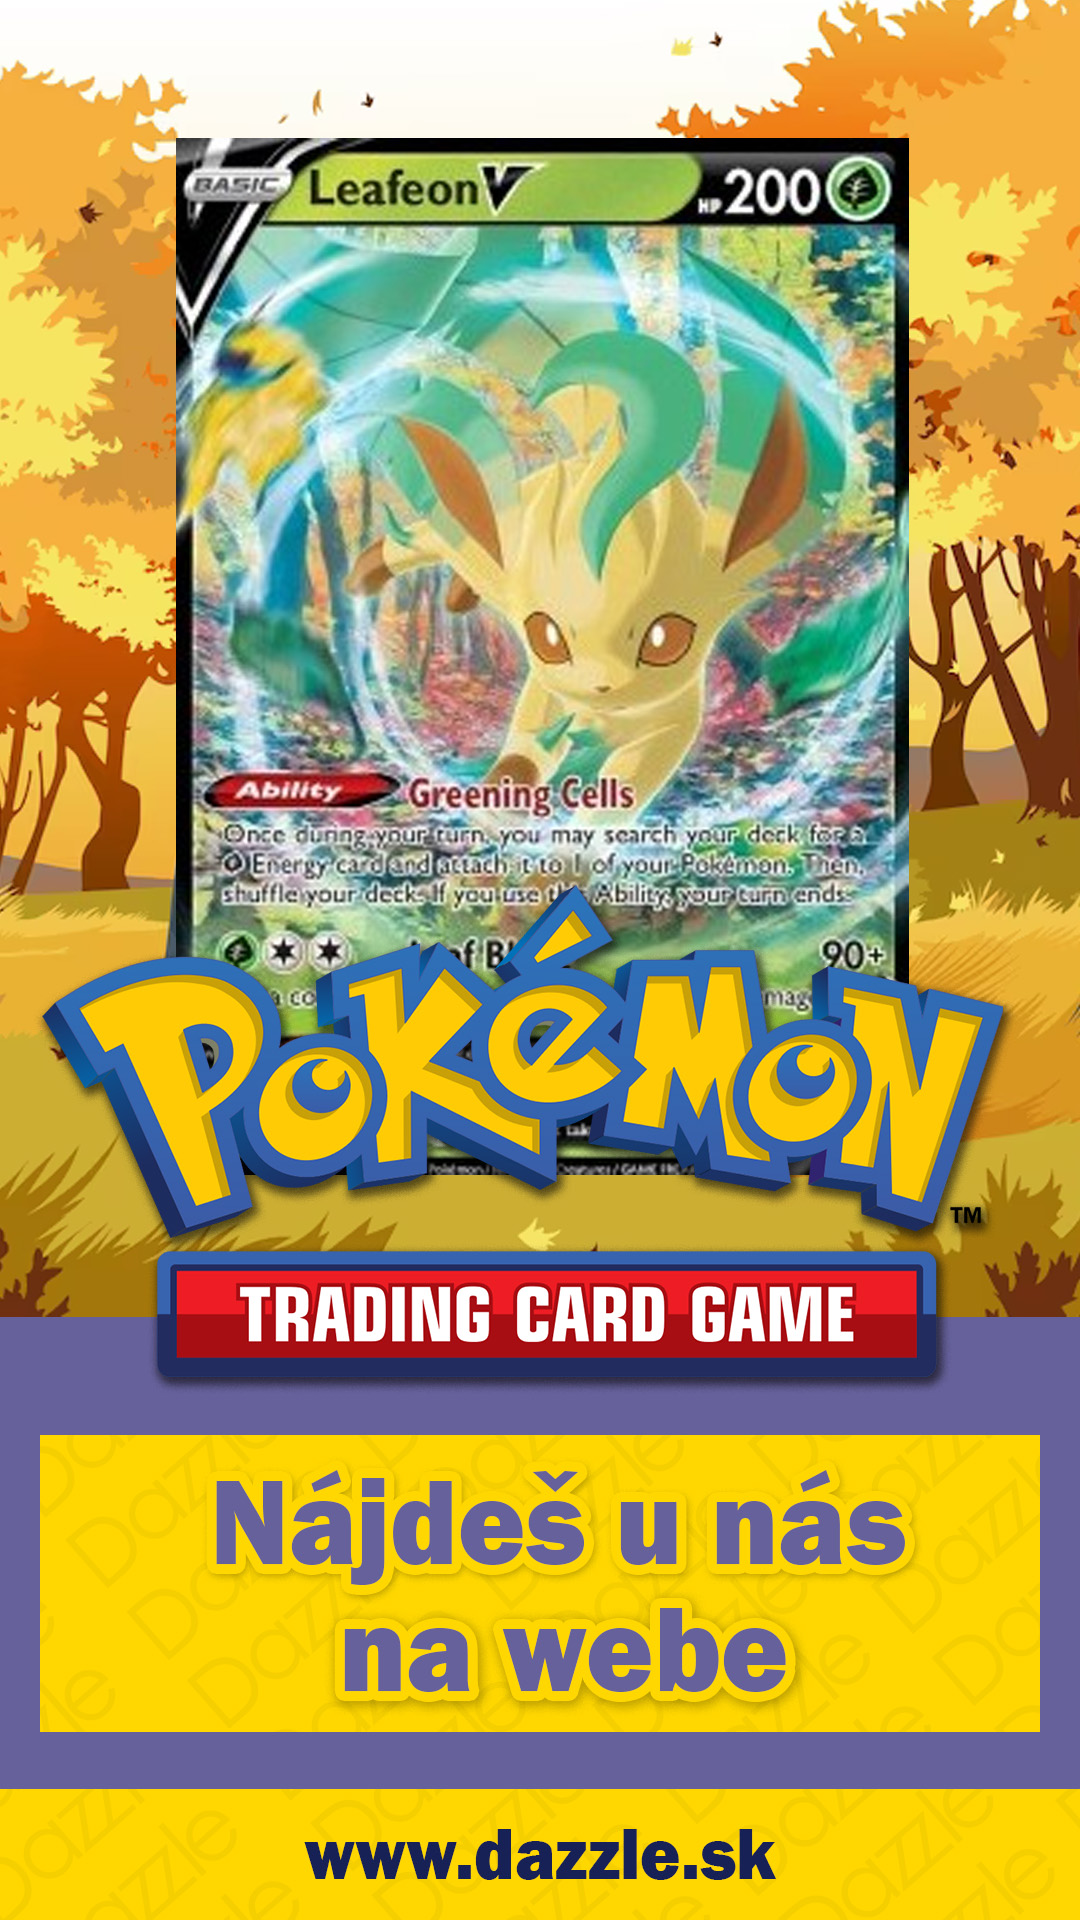 BASIC Leafeon V HP 200
Ability Greening Cells
Once during your turn, you may search your deck for a
Energy card and attach it to 1 of your Pokémon. Then,
shuffle your deck. If you use Ability, your turn ends.
90+
POKéMON
TM
TRADING CARD GAME
Nájdeš u nás
na webe
www.dazzle.sk